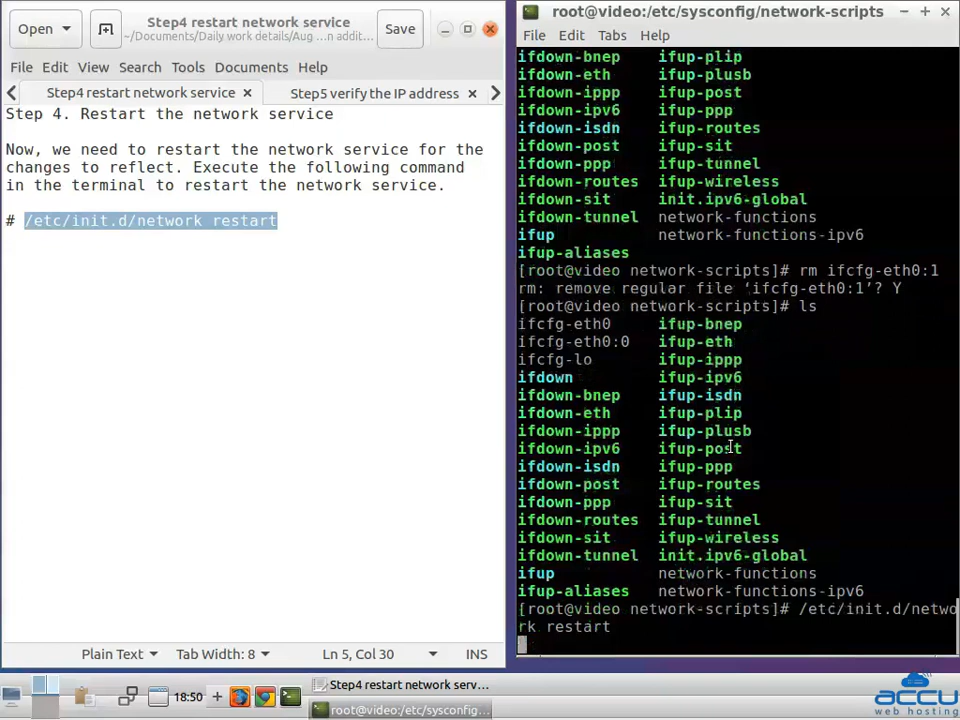 Open
Step4 restart network service
~/Documents/Daily work details/Aug ...n addit...
Save
File Edit View Search Tools Documents Help
Step4 restart network service × Step5 verify the IP address ×
Step 4. Restart the network service
Now, we need to restart the network service for the
changes to reflect. Execute the following command
in the terminal to restart the network service.
# /etc/init.d/network restart
Plain Text Tab Width: 8 Ln 5, Col 30 INS
root@video:/etc/sysconfig/network-scripts
File Edit Tabs Help
ifdown-bnep ifup-plip
ifdown-eth ifup-plusb
ifdown-ippp ifup-post
ifdown-ipv6 ifup-ppp
ifdown-isdn ifup-routes
ifdown-post ifup-sit
ifdown-ppp ifup-tunnel
ifdown-routes ifup-wireless
ifdown-sit init.ipv6-global
ifdown-tunnel network-functions
ifup network-functions-ipv6
ifup-aliases
[root@video network-scripts]# rm ifcfg-eth0:1
rm: remove regular file ‘ifcfg-eth0:1’? Y
[root@video network-scripts]# ls
ifcfg-eth0 ifup-bnep
ifcfg-eth0:0 ifup-eth
ifcfg-lo ifup-ippp
ifdown ifup-ipv6
ifdown-bnep ifup-isdn
ifdown-eth ifup-plip
ifdown-ippp ifup-plusb
ifdown-ipv6 ifup-post
ifdown-isdn ifup-ppp
ifdown-post ifup-routes
ifdown-ppp ifup-sit
ifdown-routes ifup-tunnel
ifdown-sit ifup-wireless
ifdown-tunnel init.ipv6-global
ifup network-functions
ifup-aliases network-functions-ipv6
[root@video network-scripts]# /etc/init.d/netwo
rk restart
18:50
Step4 restart network serv...
root@video:/etc/sysconfig...
accu
web hosting